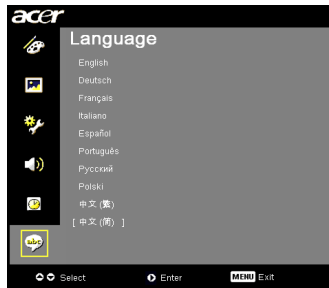 acer
Language
English
Deutsch
Français
Italiano
Español
Português
Русский
Polski
中文 (繁)
[ 中文 (简) ]
abc
Select Enter MENU Exit